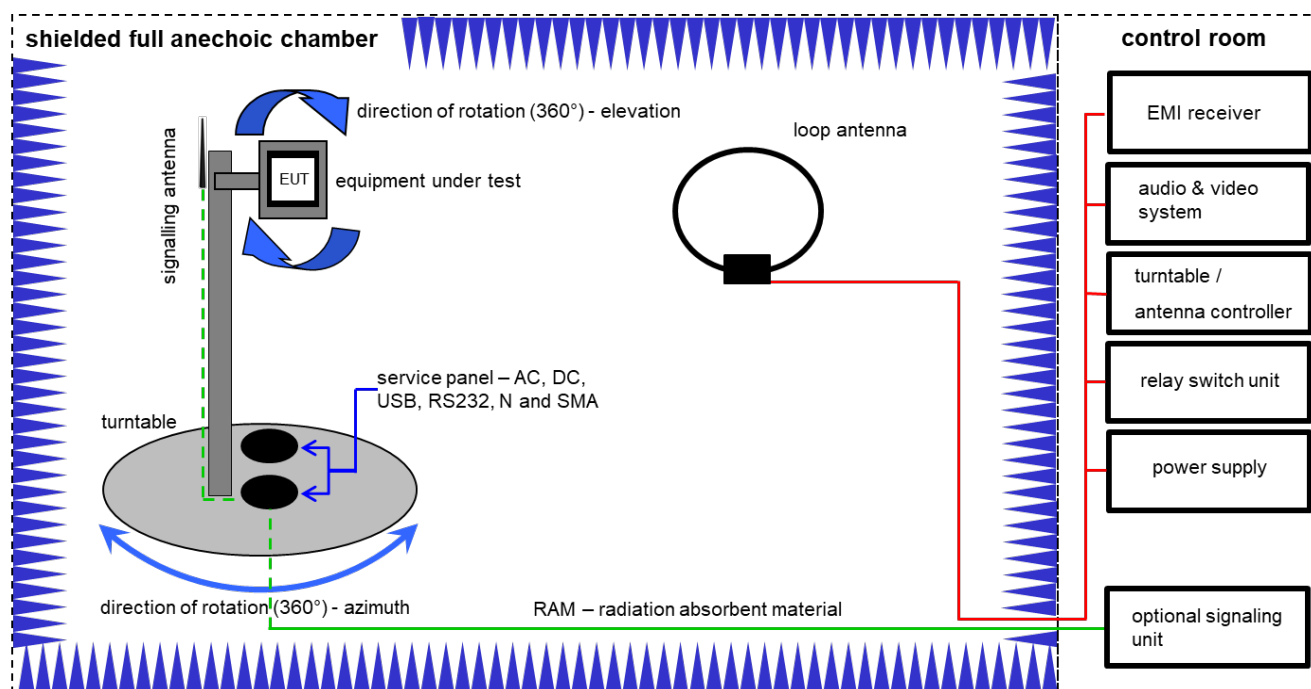 shielded full anechoic chamber
control room
direction of rotation (360°) - elevation
signalling antenna
EUT
equipment under test
loop antenna
EMI receiver
audio & video
system
turntable /
antenna controller
relay switch unit
power supply
service panel – AC, DC,
USB, RS232, N and SMA
turntable
direction of rotation (360°) - azimuth
RAM – radiation absorbent material
optional signaling
unit